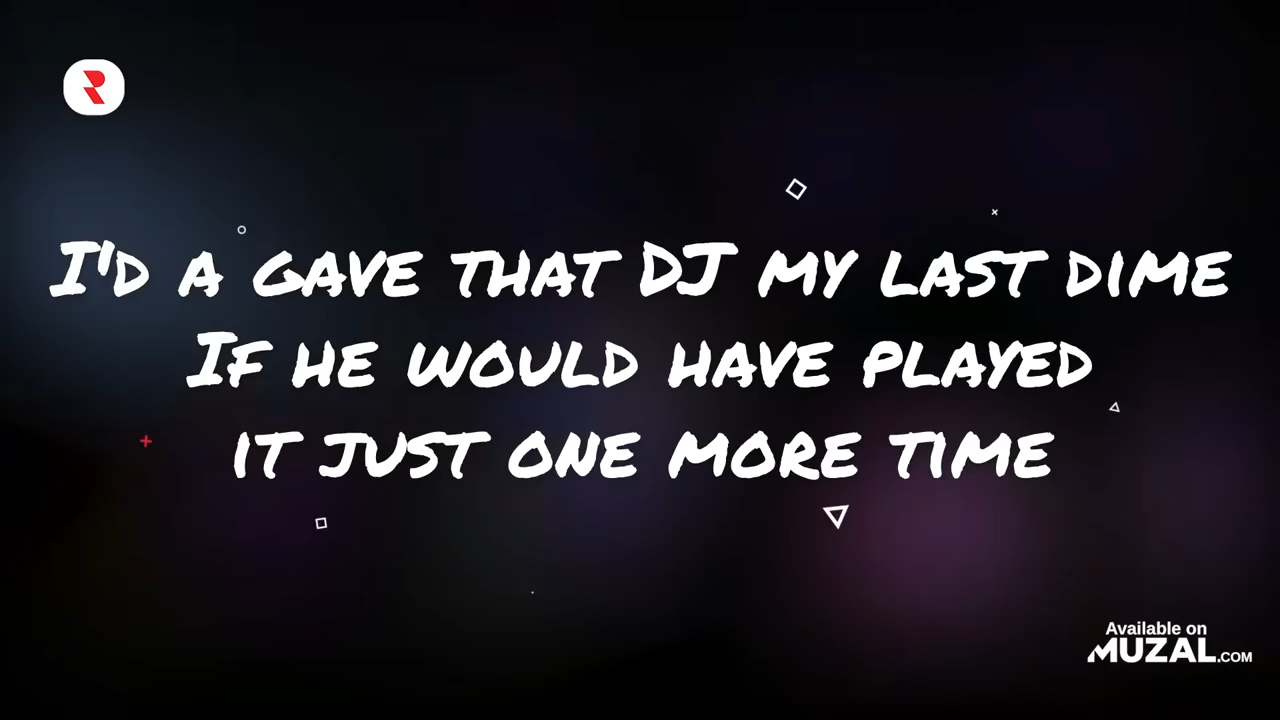 I'D A GAVE THAT DJ MY LAST DIME
IF HE WOULD HAVE PLAYED
IT JUST ONE MORE TIME
Available on
MUZAL.COM